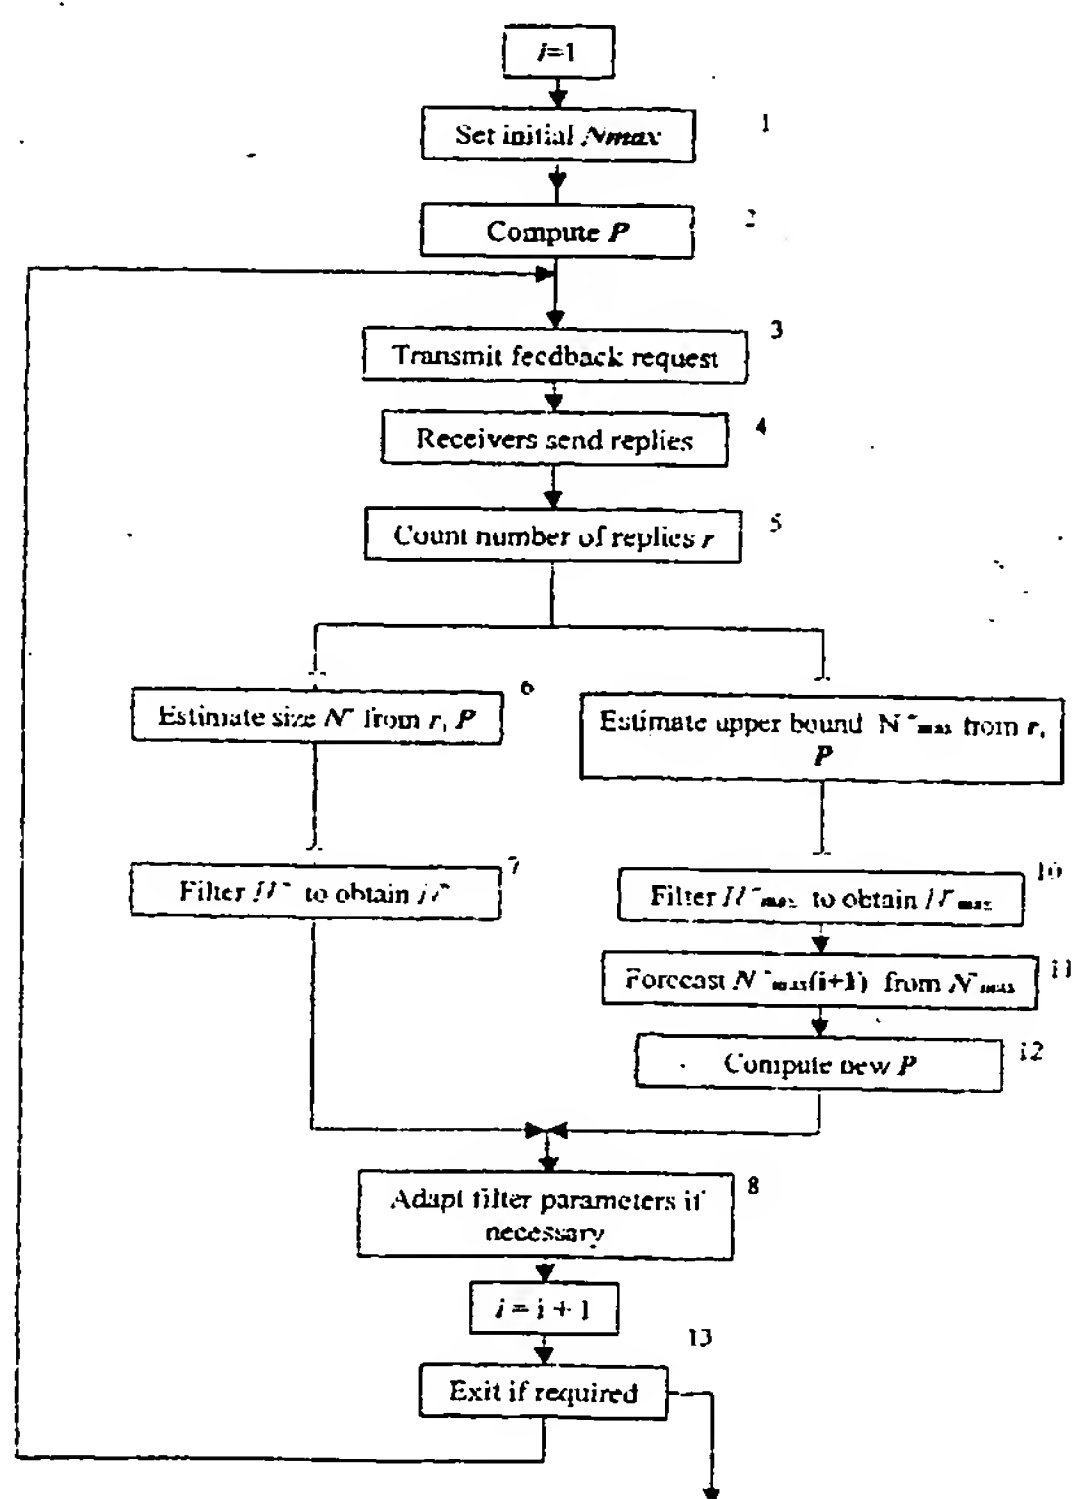 i=1
Set initial Nmax
1
Compute P
2
Transmit feedback request
3
Receivers send replies
4
Count number of replies r
5
Estimate size N~ from r, P
6
Estimate upper bound N~max from r,
P
Filter to obtain
7
Filter to obtain
10
Forecast N~max(i+1) from N~max
11
Compute new P
12
Adapt filter parameters if
necessary
8
i = i + 1
Exit if required
13